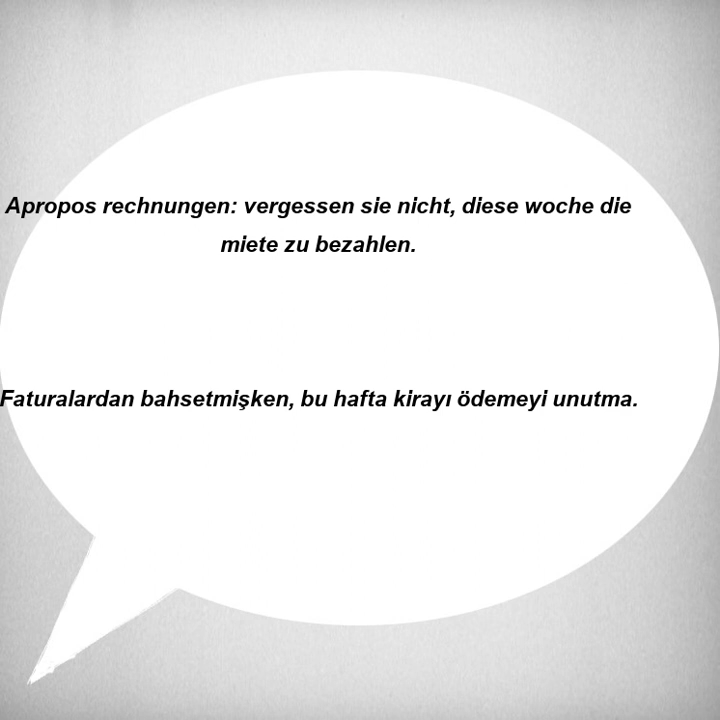 Apropos rechnungen: vergessen sie nicht, diese woche die
miete zu bezahlen.
Faturalardan bahsetmişken, bu hafta kirayı ödemeyi unutma.